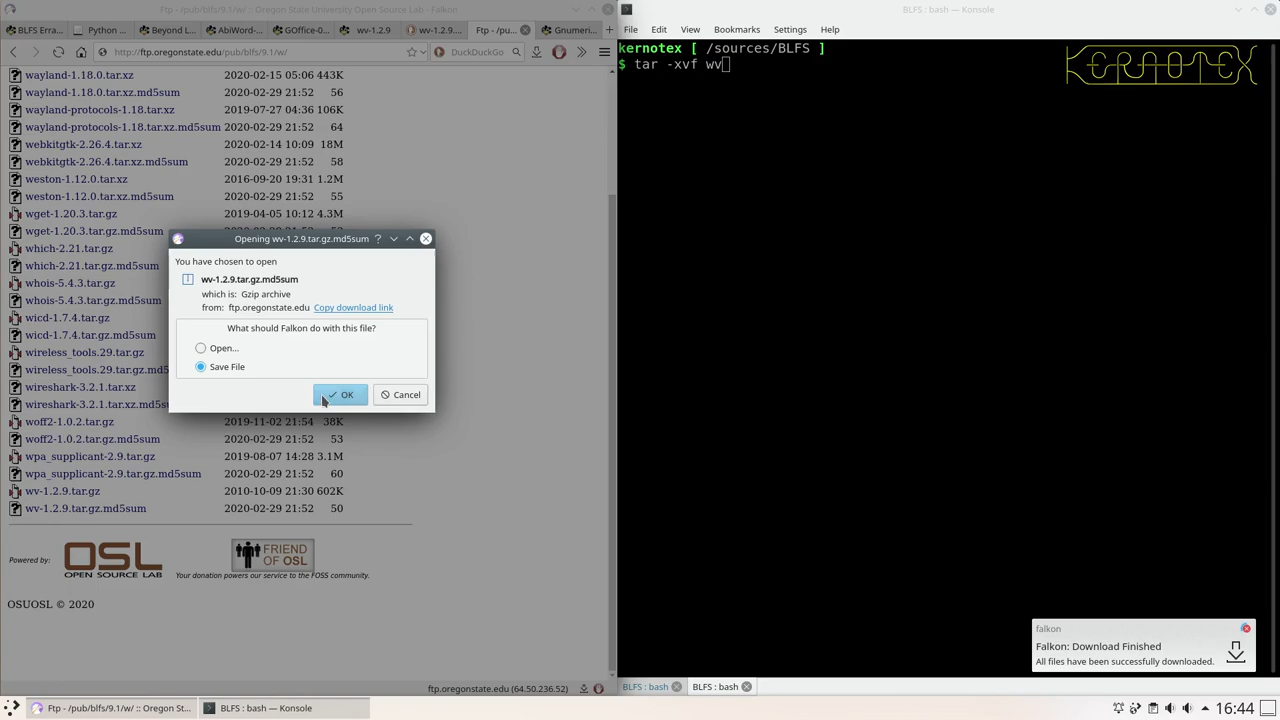 Ftp - /pub/blfs/9.1/w/ :: Oregon State University Open Source Lab - Falkon
BLFS Erra...
Python ...
Beyond L...
AbiWord-...
GOffice-0...
wv-1.2.9
wv-1.2.9....
Ftp - /pu...
Gnumeri...
http://ftp.oregonstate.edu/pub/blfs/9.1/w/
DuckDuckGo
wayland-1.18.0.tar.xz 2020-02-15 05:06 443K
wayland-1.18.0.tar.xz.md5sum 2020-02-29 21:52 56
wayland-protocols-1.18.tar.xz 2019-07-27 04:36 106K
wayland-protocols-1.18.tar.xz.md5sum 2020-02-29 21:52 64
webkitgtk-2.26.4.tar.xz 2020-02-14 10:09 18M
webkitgtk-2.26.4.tar.xz.md5sum 2020-02-29 21:52 58
weston-1.12.0.tar.xz 2016-09-20 19:31 1.2M
weston-1.12.0.tar.xz.md5sum 2020-02-29 21:52 55
wget-1.20.3.tar.gz 2019-04-05 10:12 4.3M
wget-1.20.3.tar.gz.md5sum
which-2.21.tar.gz
which-2.21.tar.gz.md5sum
whois-5.4.3.tar.gz
whois-5.4.3.tar.gz.md5sum
wicd-1.7.4.tar.gz
wicd-1.7.4.tar.gz.md5sum
wireless_tools.29.tar.gz
wireless_tools.29.tar.gz.md5
wireshark-3.2.1.tar.xz
wireshark-3.2.1.tar.xz.md5s
woff2-1.0.2.tar.gz 2019-11-02 21:54 38K
woff2-1.0.2.tar.gz.md5sum 2020-02-29 21:52 53
wpa_supplicant-2.9.tar.gz 2019-08-07 14:28 3.1M
wpa_supplicant-2.9.tar.gz.md5sum 2020-02-29 21:52 60
wv-1.2.9.tar.gz 2010-10-09 21:30 602K
wv-1.2.9.tar.gz.md5sum 2020-02-29 21:52 50
Opening wv-1.2.9.tar.gz.md5sum
You have chosen to open
wv-1.2.9.tar.gz.md5sum
which is: Gzip archive
from: ftp.oregonstate.edu Copy download link
What should Falkon do with this file?
Open...
Save File
OK
Cancel
Powered by:
OSL
OPEN SOURCE LAB
FRIEND
OF OSL
Your donation powers our service to the FOSS community.
OSUOSL © 2020
ftp.oregonstate.edu (64.50.236.52)
BLFS : bash — Konsole
File Edit View Bookmarks Settings Help
kernotex [ /sources/BLFS ]
$ tar -xvf wv
KERNOTEX
falkon
Falkon: Download Finished
All files have been successfully downloaded.
BLFS : bash
BLFS : bash
Ftp - /pub/blfs/9.1/w/ :: Oregon St...
BLFS : bash — Konsole
16:44